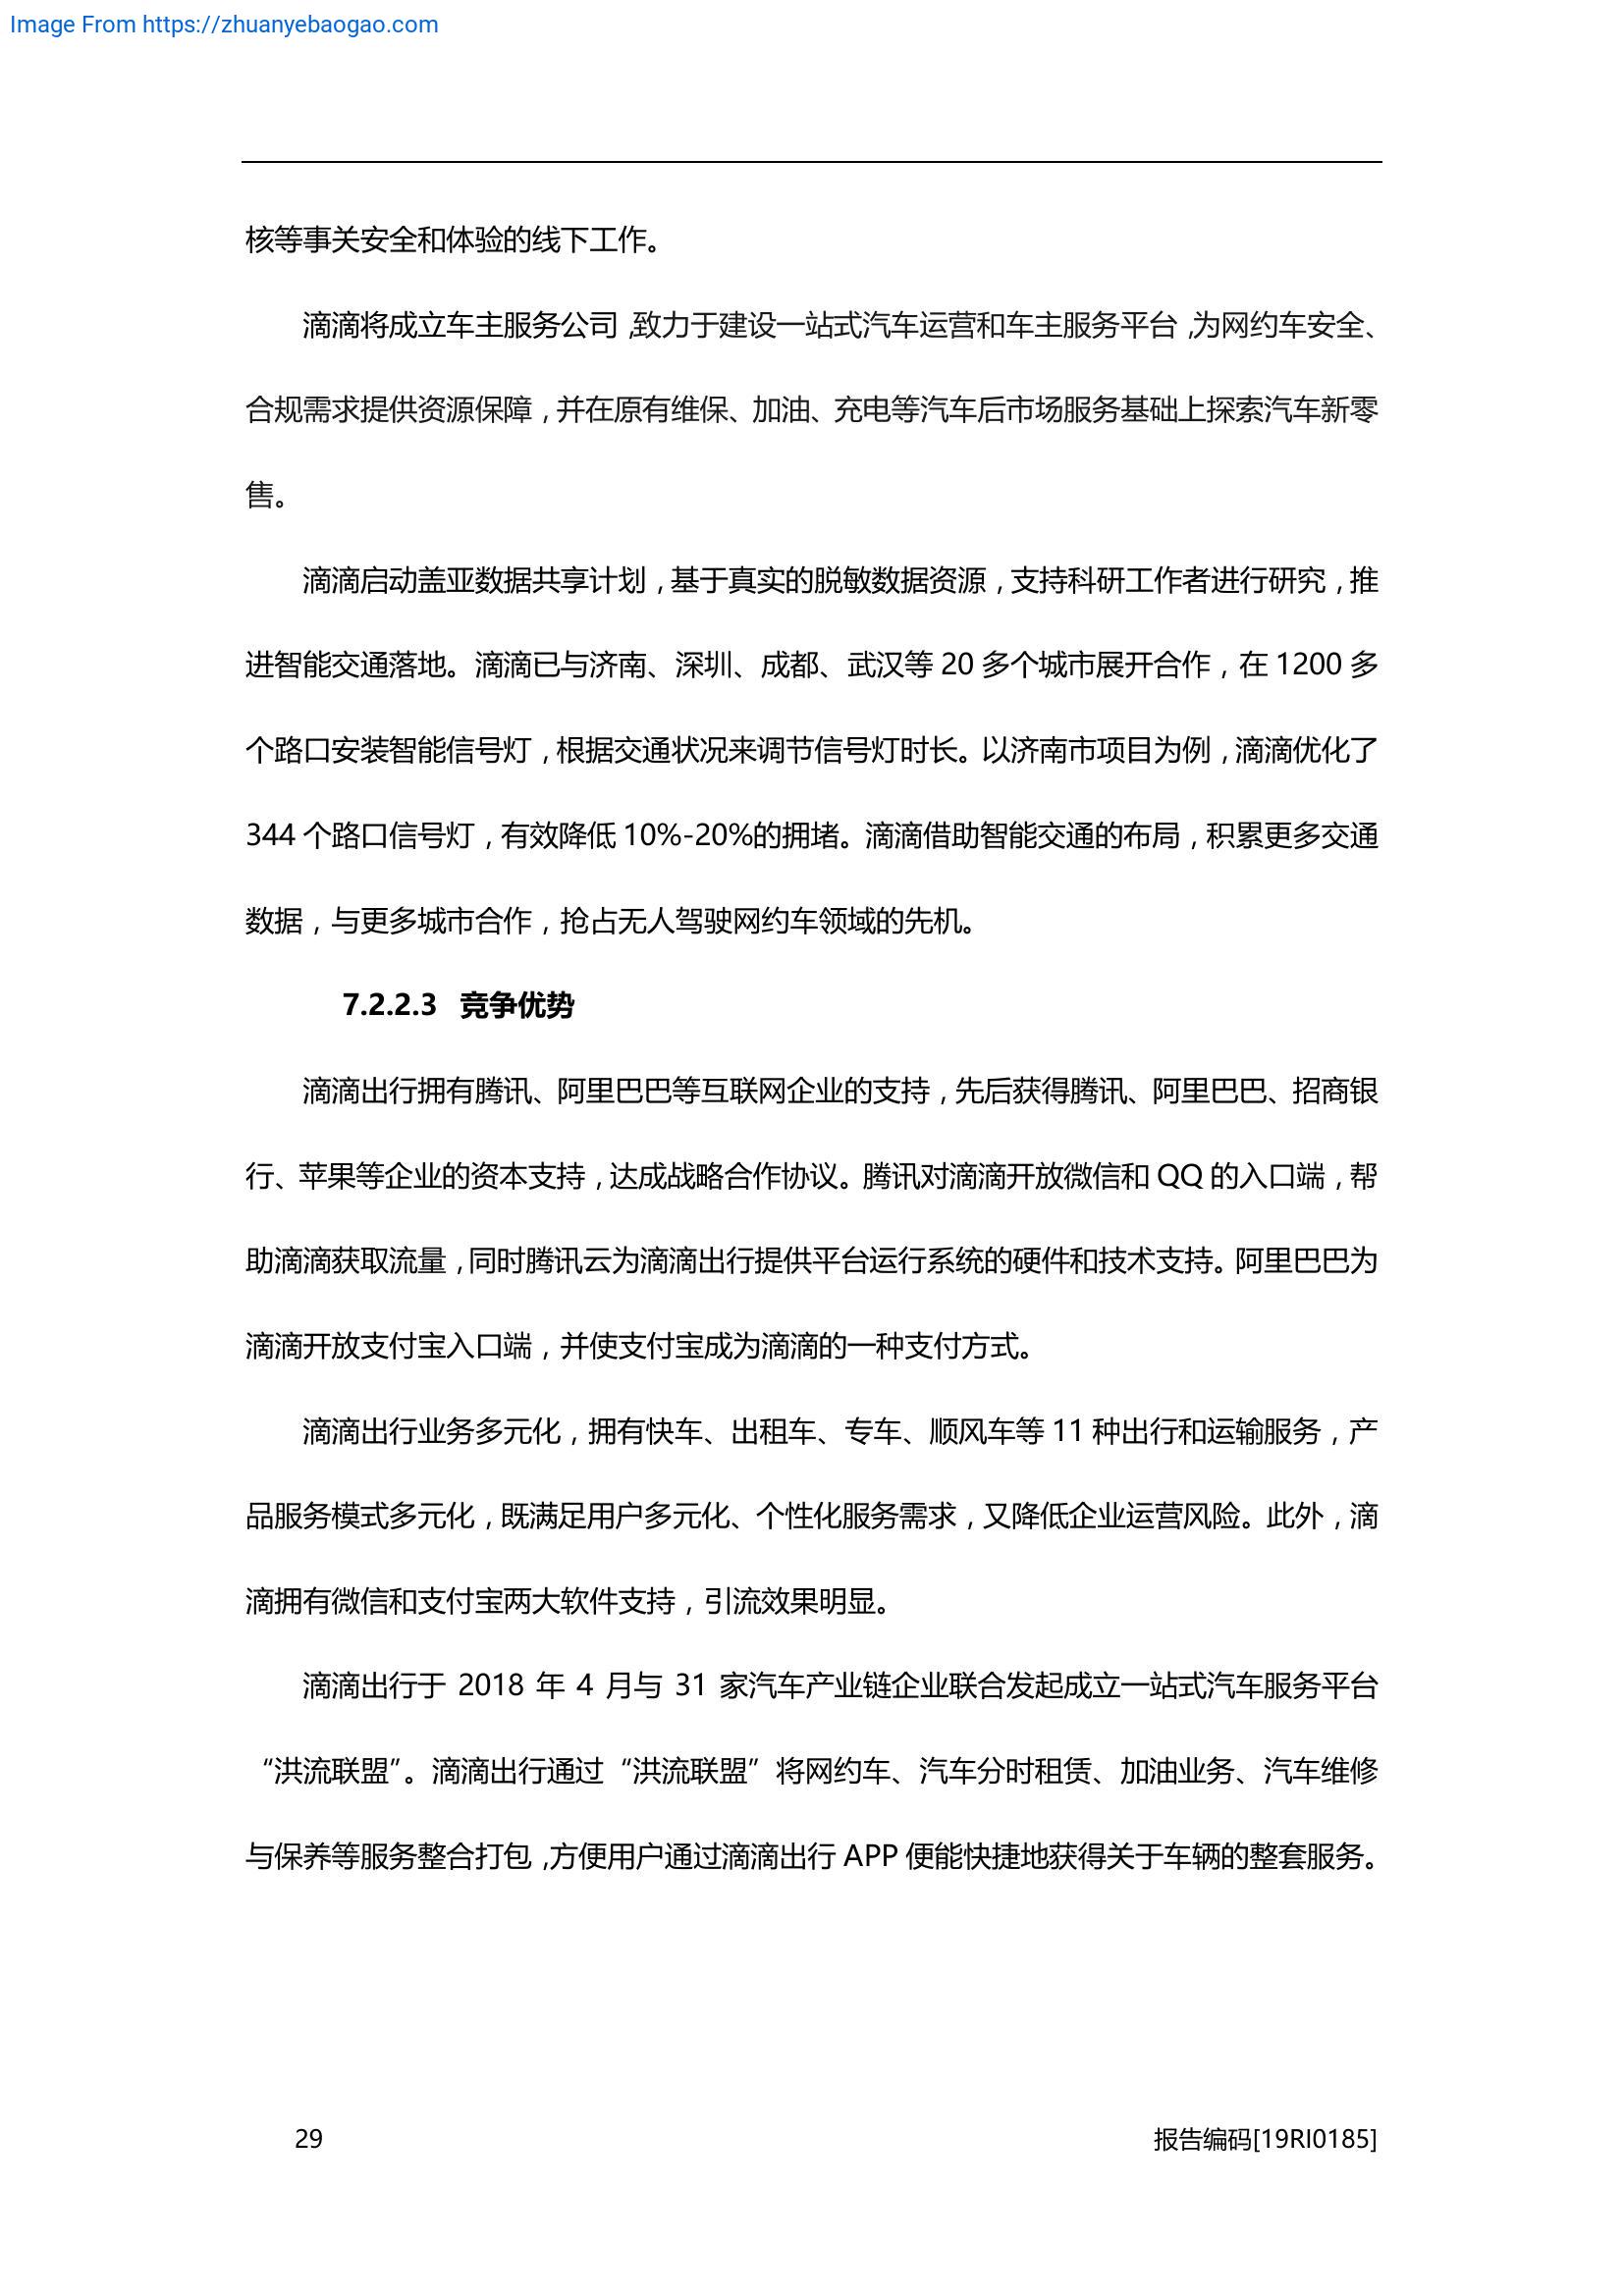 Image From https://zhuanyebaogao.com
核等事关安全和体验的线下工作。
滴滴将成立车主服务公司，致力于建设一站式汽车运营和车主服务平台，为网约车安全、
合规需求提供资源保障，并在原有维保、加油、充电等汽车后市场服务基础上探索汽车新零
售。
滴滴启动盖亚数据共享计划，基于真实的脱敏数据资源，支持科研工作者进行研究，推
进智能交通落地。滴滴已与济南、深圳、成都、武汉等 20 多个城市展开合作，在 1200 多
个路口安装智能信号灯，根据交通状况来调节信号灯时长。以济南市项目为例，滴滴优化了
344 个路口信号灯，有效降低 10%-20%的拥堵。滴滴借助智能交通的布局，积累更多交通
数据，与更多城市合作，抢占无人驾驶网约车领域的先机。
7.2.2.3 竞争优势
滴滴出行拥有腾讯、阿里巴巴等互联网企业的支持，先后获得腾讯、阿里巴巴、招商银
行、苹果等企业的资本支持，达成战略合作协议。腾讯对滴滴开放微信和 QQ 的入口端，帮
助滴滴获取流量，同时腾讯云为滴滴出行提供平台运行系统的硬件和技术支持。阿里巴巴为
滴滴开放支付宝入口端，并使支付宝成为滴滴的一种支付方式。
滴滴出行业务多元化，拥有快车、出租车、专车、顺风车等 11 种出行和运输服务，产
品服务模式多元化，既满足用户多元化、个性化服务需求，又降低企业运营风险。此外，滴
滴拥有微信和支付宝两大软件支持，引流效果明显。
滴滴出行于 2018 年 4 月与 31 家汽车产业链企业联合发起成立一站式汽车服务平台
“洪流联盟”。滴滴出行通过“洪流联盟”将网约车、汽车分时租赁、加油业务、汽车维修
与保养等服务整合打包，方便用户通过滴滴出行 APP 便能快捷地获得关于车辆的整套服务。
29 报告编码[19RI0185]